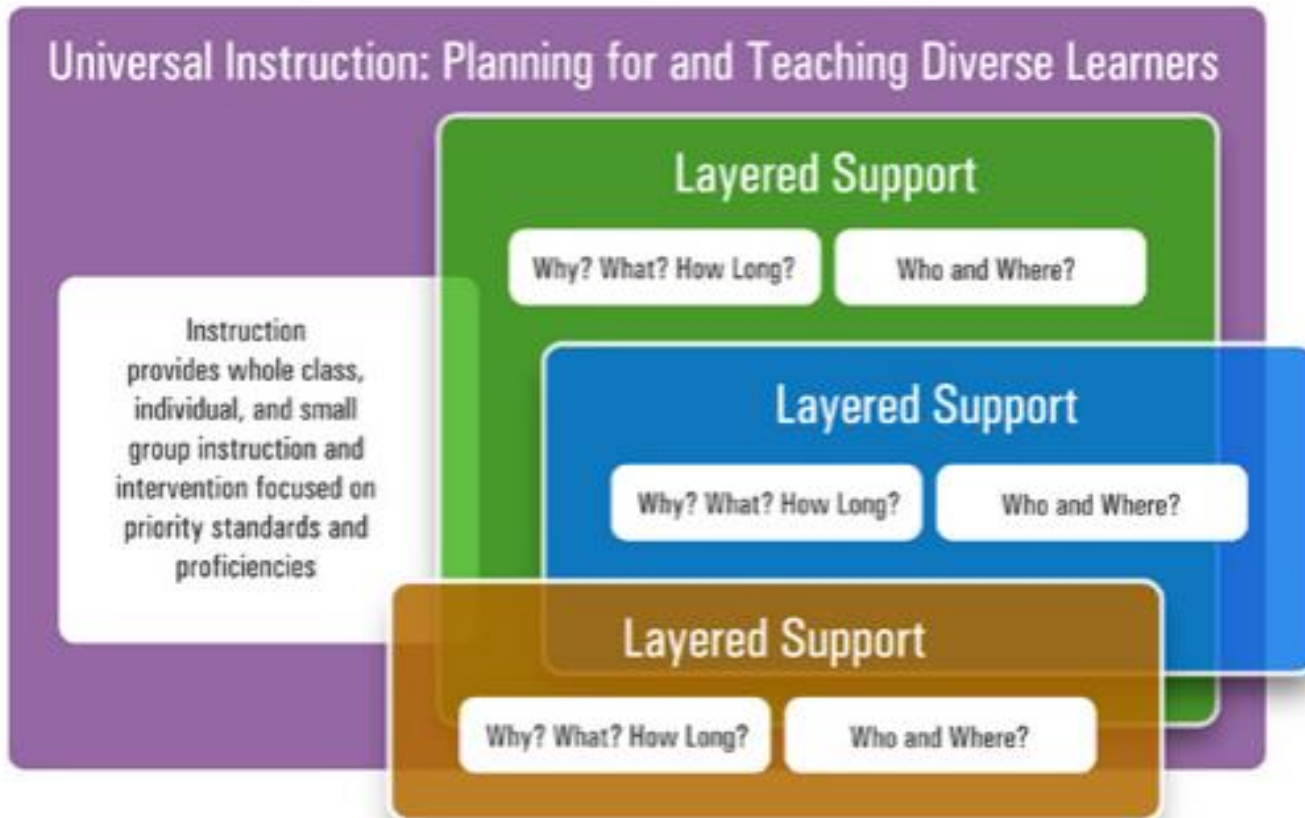 Universal Instruction: Planning for and Teaching Diverse Learners
Layered Support
Why? What? How Long?
Who and Where?
Instruction
provides whole class,
individual, and small
group instruction and
intervention focused on
priority standards and
proficiencies
Layered Support
Why? What? How Long?
Who and Where?
Layered Support
Why? What? How Long?
Who and Where?